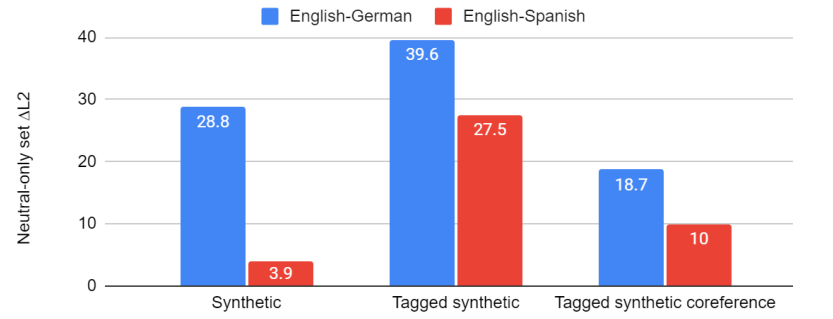 English-German English-Spanish
Neutral-only set ΔL2
40
30
20
10
0
28.8
3.9
39.6
27.5
18.7
10
Synthetic
Tagged synthetic
Tagged synthetic coreference